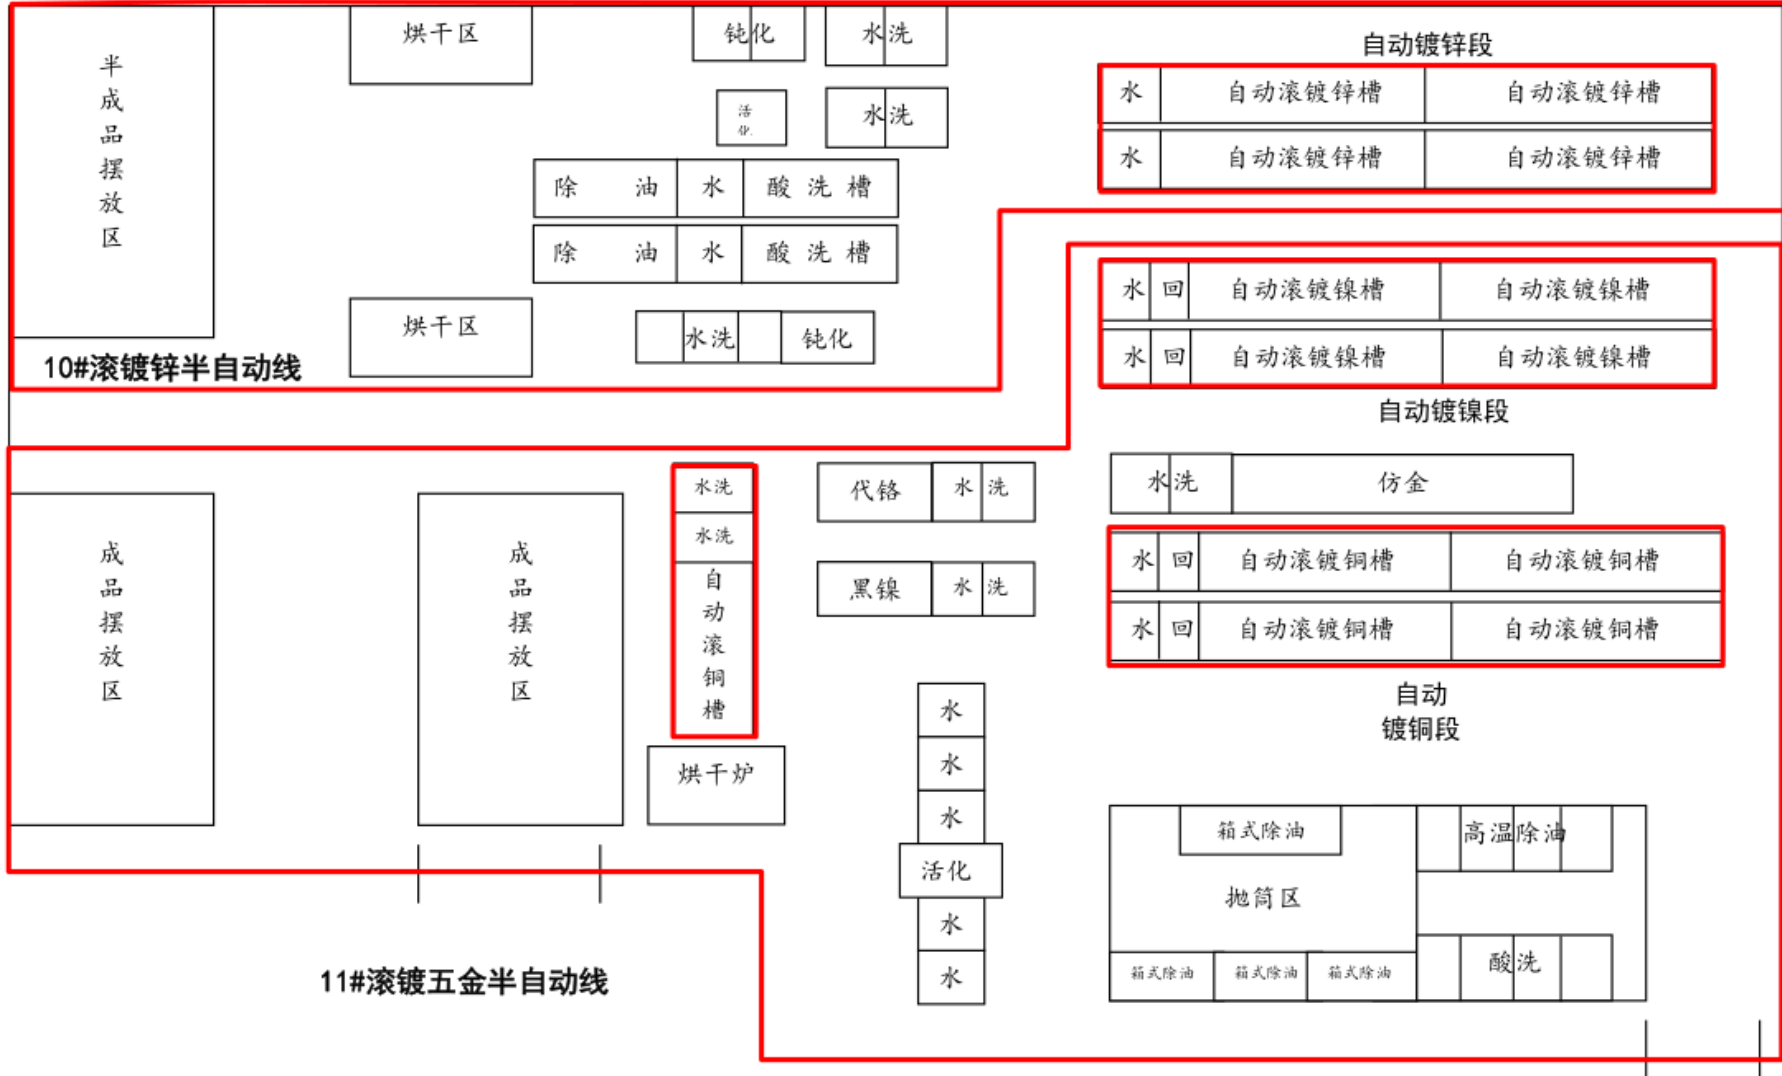 烘干区
钝化
水洗
自动镀锌段
半成品摆放区
水
自动滚镀锌槽
自动滚镀锌槽
活化
水洗
水
自动滚镀锌槽
自动滚镀锌槽
除 油
水
酸 洗 槽
除 油
水
酸 洗 槽
水
回
自动滚镀镍槽
自动滚镀镍槽
烘干区
水洗
钝化
水
回
自动滚镀镍槽
自动滚镀镍槽
10#滚镀锌半自动线
自动镀镍段
水洗
水洗
自动滚铜槽
代铬
水 洗
水洗
仿金
成品摆放区
成品摆放区
黑镍
水 洗
水
回
自动滚镀铜槽
自动滚镀铜槽
水
回
自动滚镀铜槽
自动滚镀铜槽
自动
镀铜段
烘干炉
水
水
水
活化
水
水
箱式除油
高温除油
抛筒区
箱式除油
箱式除油
箱式除油
酸洗
11#滚镀五金半自动线